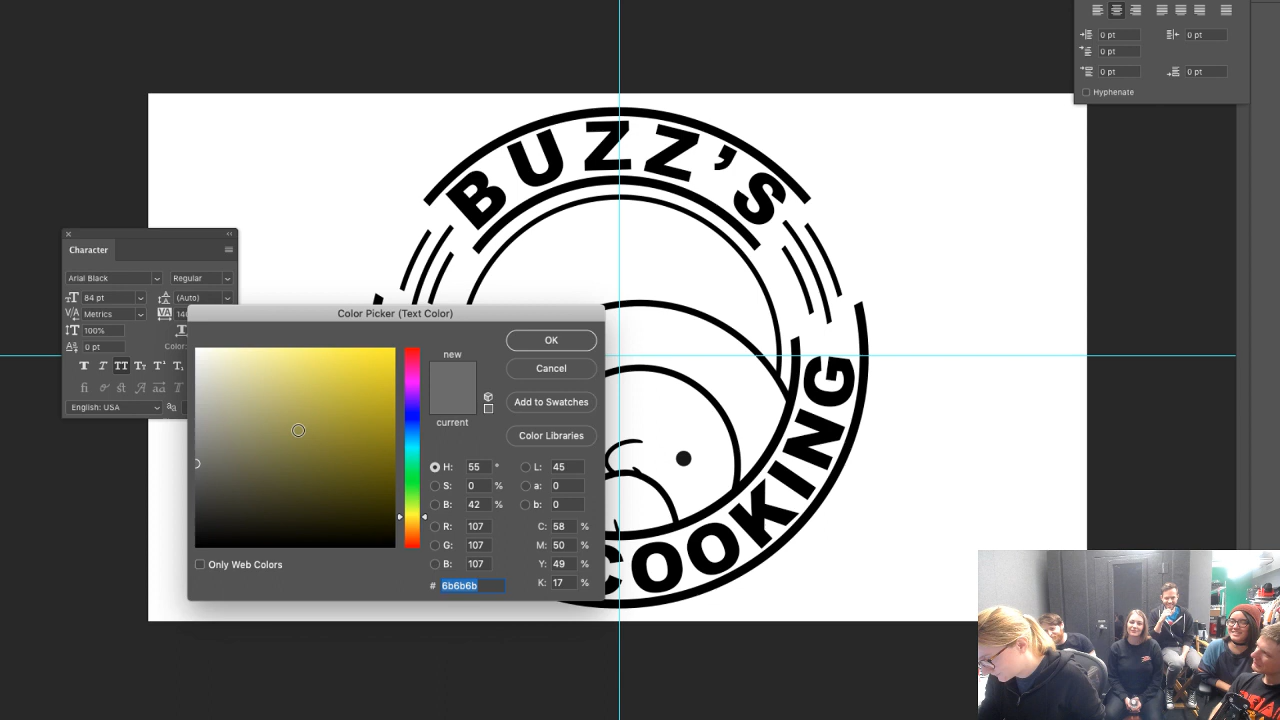 0 pt
0 pt
0 pt
0 pt
0 pt
Hyphenate
BUZZ'S
COOKING
Character
Arial Black
Regular
84 pt
(Auto)
Metrics
100%
0 pt
Color:
English: USA
Color Picker (Text Color)
new
current
OK
Cancel
Add to Swatches
Color Libraries
H: 55 °
L: 45
S: 0 %
a: 0
B: 42 %
b: 0
R: 107
C: 58 %
G: 107
M: 50 %
B: 107
Y: 49 %
# 6b6b6b
K: 17 %
Only Web Colors